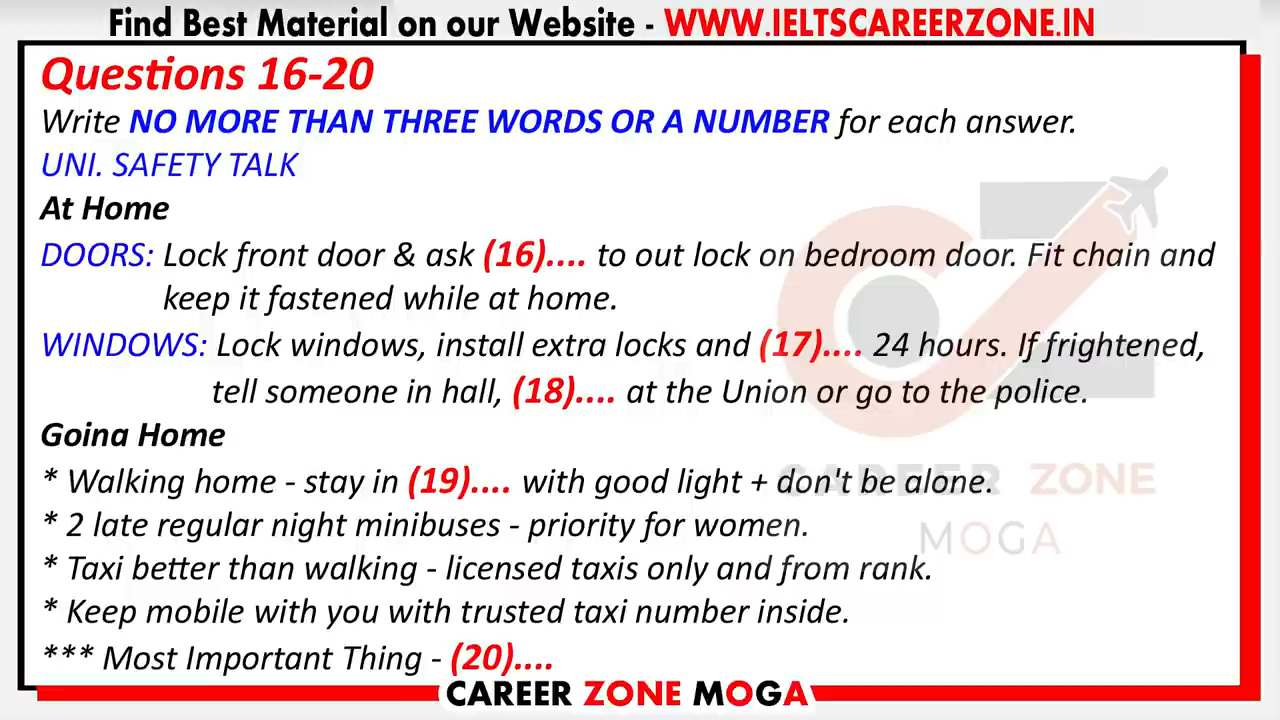 Find Best Material on our Website - WWW.IELTSCAREERZONE.IN
Questions 16-20
Write NO MORE THAN THREE WORDS OR A NUMBER for each answer.
UNI. SAFETY TALK
At Home
DOORS: Lock front door & ask (16).... to out lock on bedroom door. Fit chain and
keep it fastened while at home.
WINDOWS: Lock windows, install extra locks and (17).... 24 hours. If frightened,
tell someone in hall, (18).... at the Union or go to the police.
Goina Home
* Walking home - stay in (19).... with good light + don't be alone.
* 2 late regular night minibuses - priority for women.
* Taxi better than walking - licensed taxis only and from rank.
* Keep mobile with you with trusted taxi number inside.
*** Most Important Thing - (20)....
CAREER ZONE
MOGA
CAREER ZONE MOGA